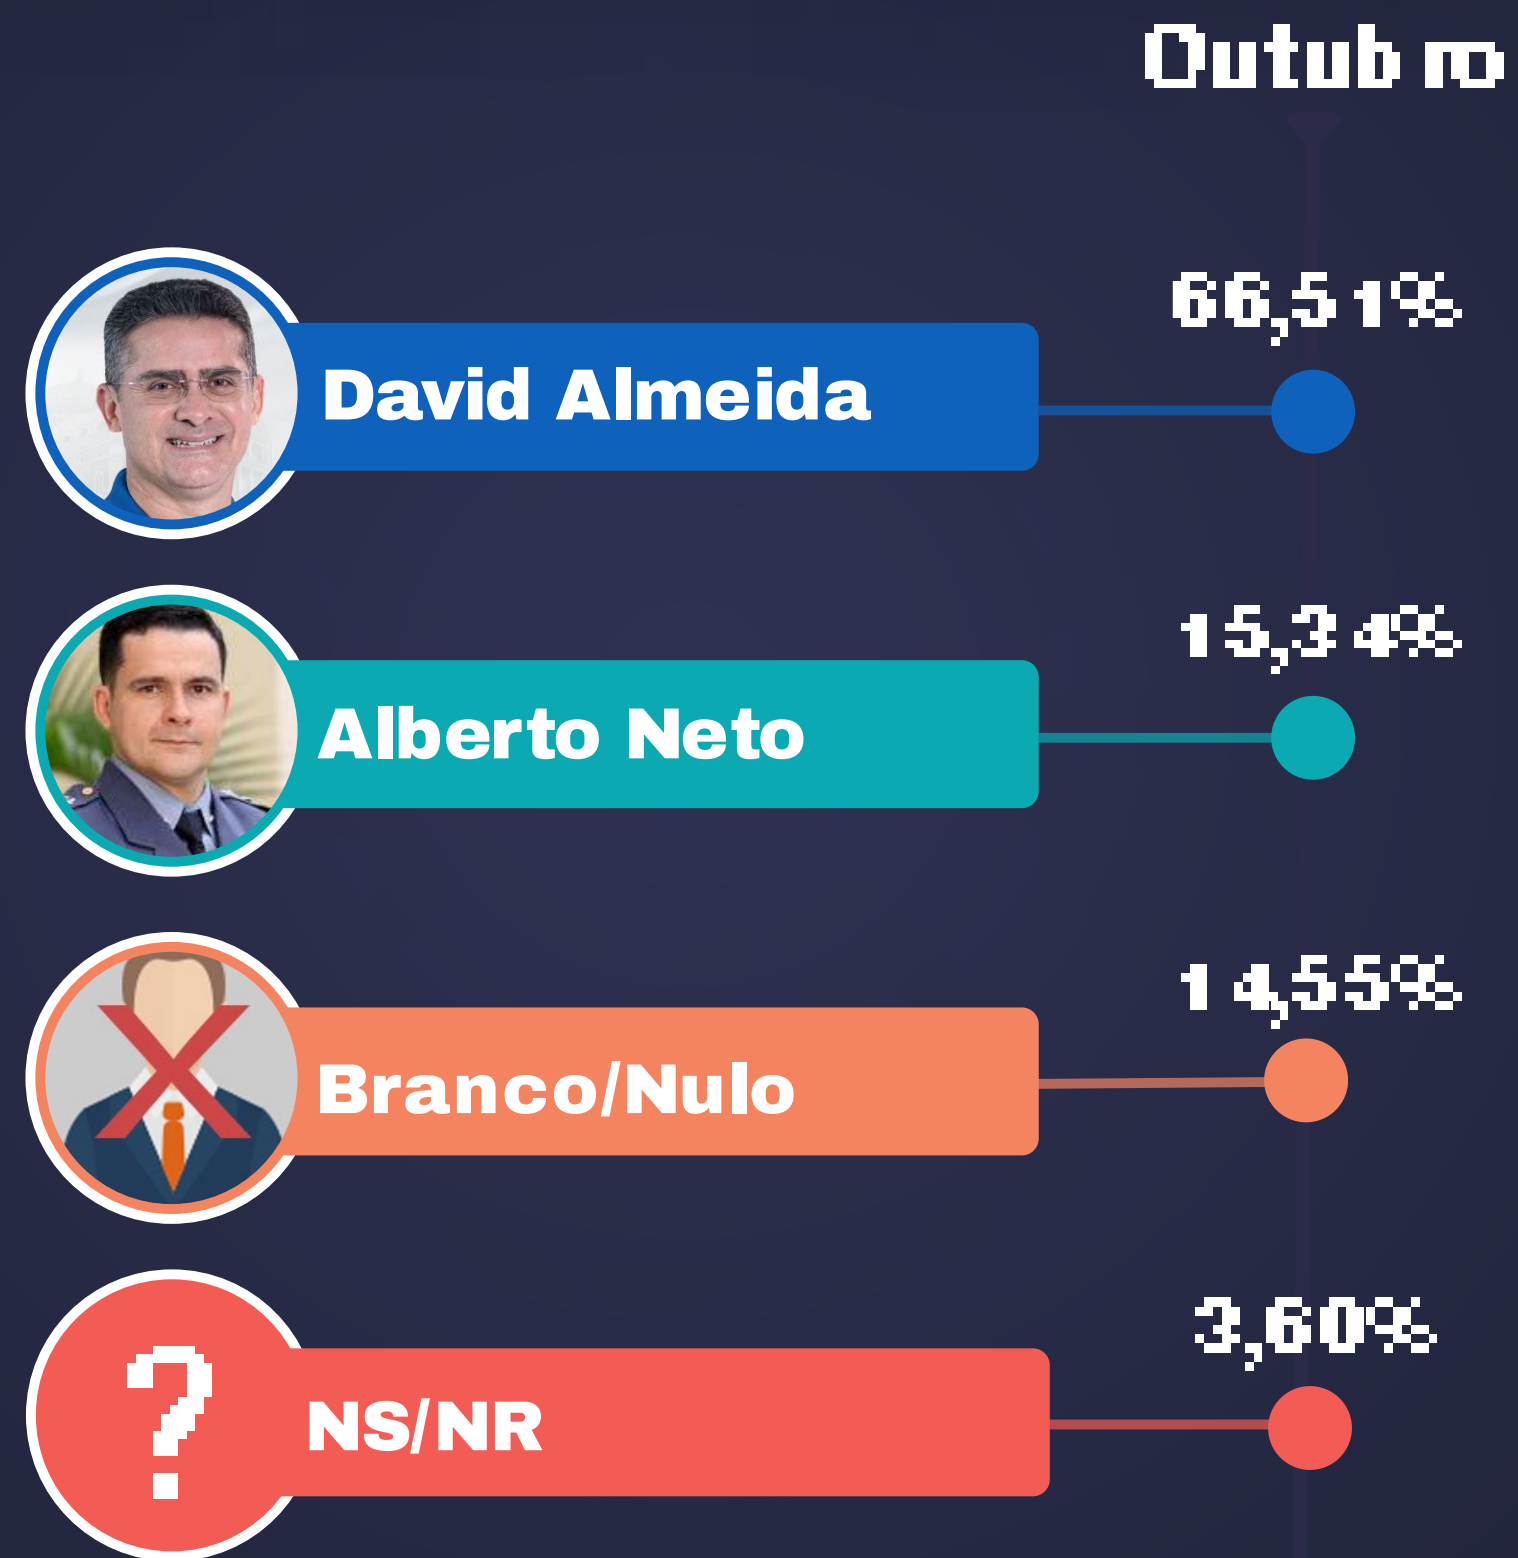 Outubro
66,51%
David Almeida
15,34%
Alberto Neto
14,55%
Branco/Nulo
3,60%
?
NS/NR